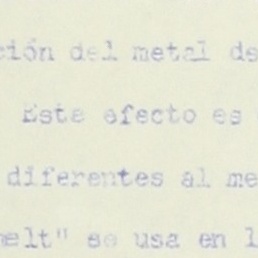 ción del metal de
Este efecto es
diferentes al me
melt" se usa en l